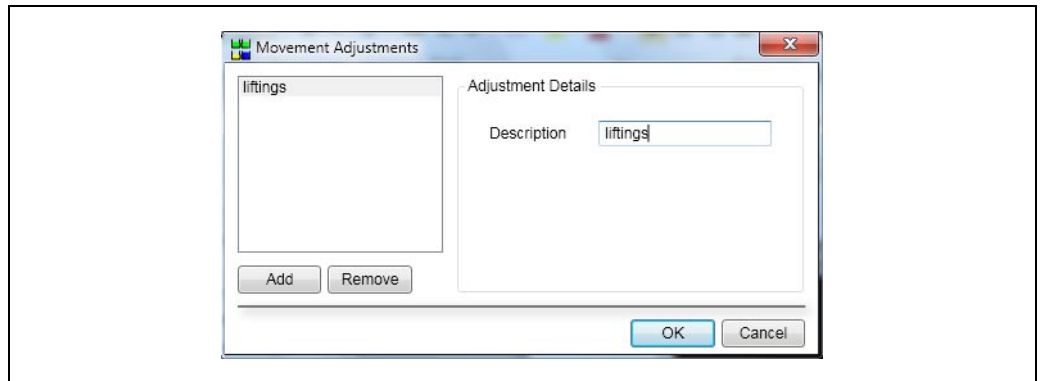 Movement Adjustments
liftings
Adjustment Details
Description liftings
Add Remove
OK Cancel